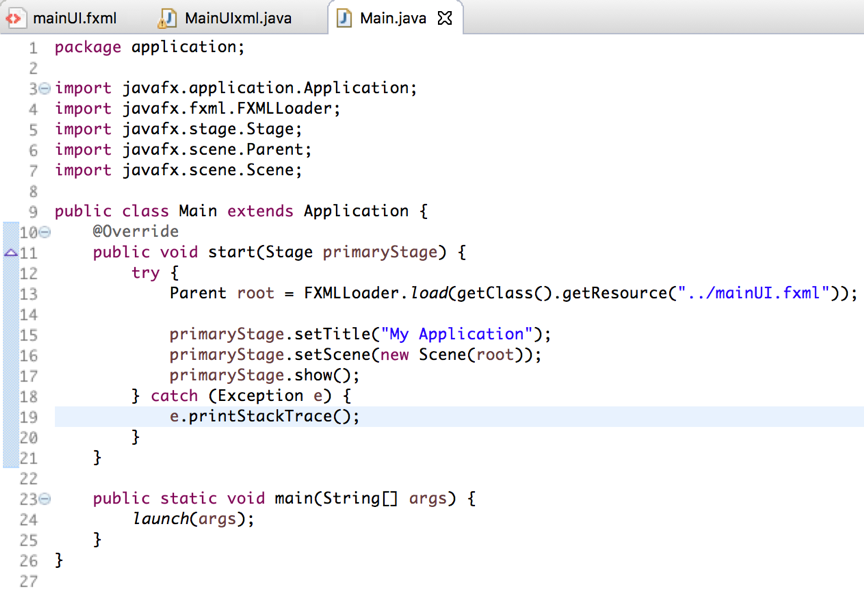 mainUI.fxml MainUIxml.java Main.java
1 package application;
2
3 import javafx.application.Application;
4 import javafx.fxml.FXMLLoader;
5 import javafx.stage.Stage;
6 import javafx.scene.Parent;
7 import javafx.scene.Scene;
8
9 public class Main extends Application {
10     @Override
11     public void start(Stage primaryStage) {
12         try {
13             Parent root = FXMLLoader.load(getClass().getResource("../mainUI.fxml"));
14
15             primaryStage.setTitle("My Application");
16             primaryStage.setScene(new Scene(root));
17             primaryStage.show();
18         } catch (Exception e) {
19             e.printStackTrace();
20         }
21     }
22
23     public static void main(String[] args) {
24         launch(args);
25     }
26 }
27